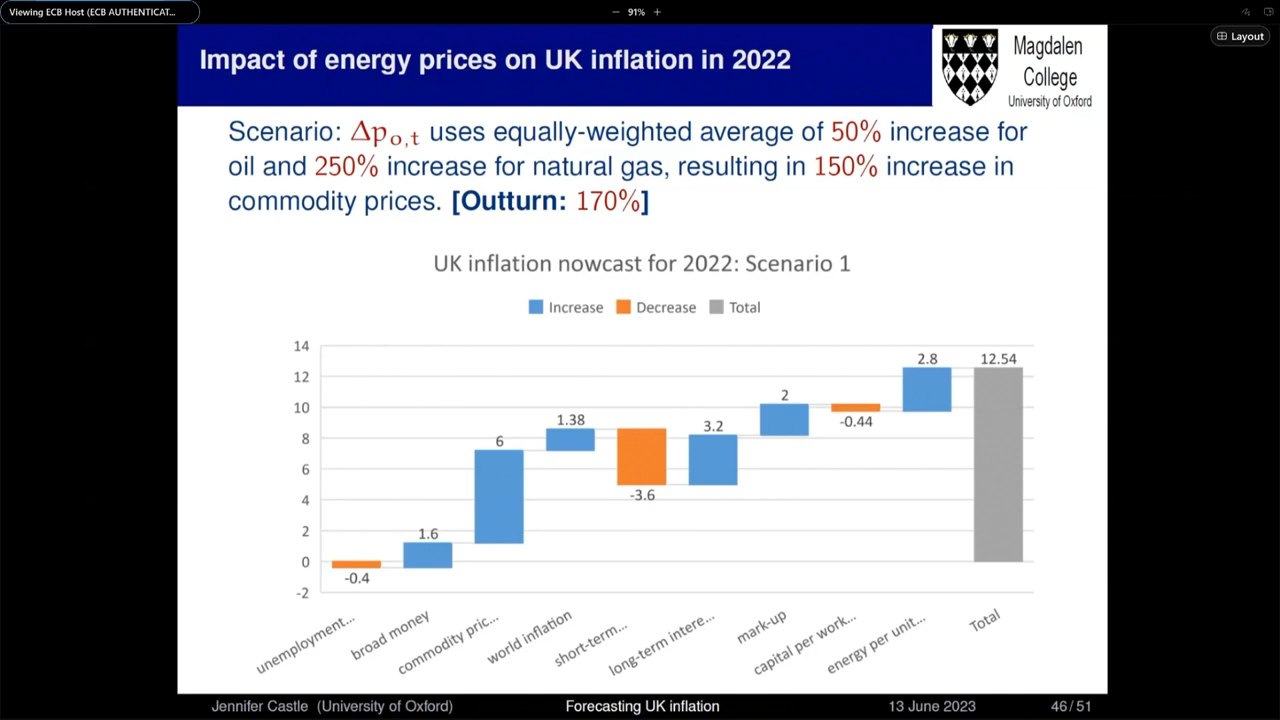 Viewing ECB Host (ECB AUTHENTICAT...
− 91% +
Layout
Impact of energy prices on UK inflation in 2022
Magdalen
College
University of Oxford
Scenario: Δp_{o,t} uses equally-weighted average of 50% increase for
oil and 250% increase for natural gas, resulting in 150% increase in
commodity prices. [Outturn: 170%]
UK inflation nowcast for 2022: Scenario 1
Increase Decrease Total
14
12
10
8
6
4
2
0
-2
-0.4
1.6
6
1.38
-3.6
3.2
2
-0.44
2.8
12.54
unemployment...
broad money
commodity pric...
world inflation
short-term...
long-term intere...
mark-up
capital per work...
energy per unit...
Total
Jennifer Castle (University of Oxford) Forecasting UK inflation 13 June 2023 46/51